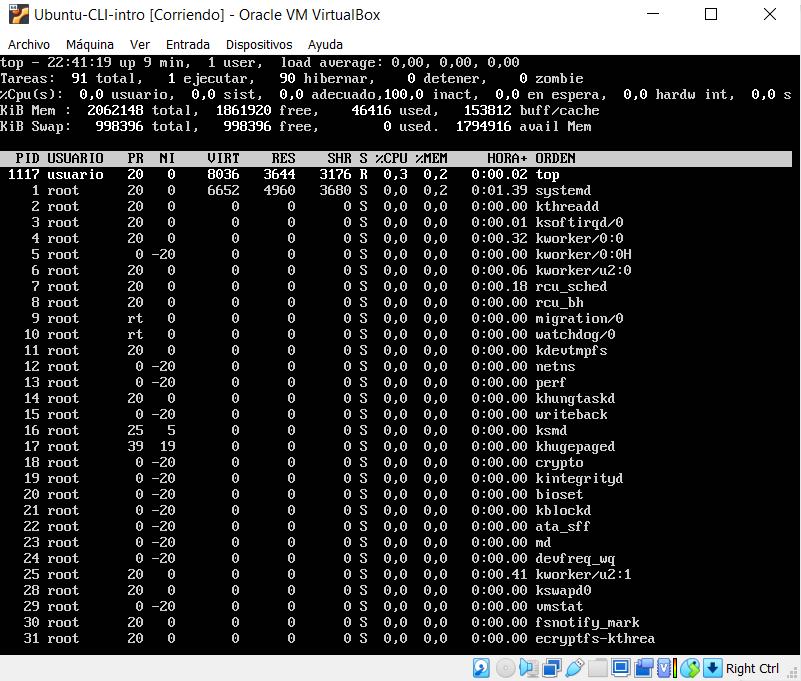 Ubuntu-CLI-intro [Corriendo] - Oracle VM VirtualBox
Archivo Máquina Ver Entrada Dispositivos Ayuda
top - 22:41:19 up 9 min, 1 user, load average: 0,00, 0,00, 0,00
Tareas: 91 total, 1 ejecutar, 90 hibernar, 0 detener, 0 zombie
%Cpu(s): 0,0 usuario, 0,0 sist, 0,0 adecuado,100,0 inact, 0,0 en espera, 0,0 hardw int, 0,0 s
KiB Mem : 2062148 total, 1861920 free, 46416 used, 153812 buff/cache
KiB Swap: 998396 total, 998396 free, 0 used. 1794916 avail Mem
PID USUARIO PR NI VIRT RES SHR S %CPU %MEM HORA+ ORDEN
1117 usuario 20 0 8036 3644 3176 R 0,3 0,2 0:00.02 top
1 root 20 0 6652 4960 3680 S 0,0 0,2 0:01.39 systemd
2 root 20 0 0 0 0 S 0,0 0,0 0:00.00 kthreadd
3 root 20 0 0 0 0 S 0,0 0,0 0:00.01 ksoftirqd/0
4 root 20 0 0 0 0 S 0,0 0,0 0:00.32 kworker/0:0
5 root 0 -20 0 0 0 S 0,0 0,0 0:00.00 kworker/0:0H
6 root 20 0 0 0 0 S 0,0 0,0 0:00.06 kworker/u2:0
7 root 20 0 0 0 0 S 0,0 0,0 0:00.18 rcu_sched
8 root 20 0 0 0 0 S 0,0 0,0 0:00.00 rcu_bh
9 root rt 0 0 0 0 S 0,0 0,0 0:00.00 migration/0
10 root rt 0 0 0 0 S 0,0 0,0 0:00.00 watchdog/0
11 root 20 0 0 0 0 S 0,0 0,0 0:00.00 kdevtmpfs
12 root 0 -20 0 0 0 S 0,0 0,0 0:00.00 netns
13 root 0 -20 0 0 0 S 0,0 0,0 0:00.00 perf
14 root 20 0 0 0 0 S 0,0 0,0 0:00.00 khungtaskd
15 root 0 -20 0 0 0 S 0,0 0,0 0:00.00 writeback
16 root 25 5 0 0 0 S 0,0 0,0 0:00.00 ksmd
17 root 39 19 0 0 0 S 0,0 0,0 0:00.00 khugepaged
18 root 0 -20 0 0 0 S 0,0 0,0 0:00.00 crypto
19 root 0 -20 0 0 0 S 0,0 0,0 0:00.00 kintegrityd
20 root 0 -20 0 0 0 S 0,0 0,0 0:00.00 bioset
21 root 0 -20 0 0 0 S 0,0 0,0 0:00.00 kblockd
22 root 0 -20 0 0 0 S 0,0 0,0 0:00.00 ata_sff
23 root 0 -20 0 0 0 S 0,0 0,0 0:00.00 md
24 root 0 -20 0 0 0 S 0,0 0,0 0:00.00 devfreq_wq
25 root 20 0 0 0 0 S 0,0 0,0 0:00.41 kworker/u2:1
28 root 20 0 0 0 0 S 0,0 0,0 0:00.00 kswapd0
29 root 0 -20 0 0 0 S 0,0 0,0 0:00.00 vmstat
30 root 20 0 0 0 0 S 0,0 0,0 0:00.00 fsnotify_mark
31 root 20 0 0 0 0 S 0,0 0,0 0:00.00 ecryptfs-kthrea
Right Ctrl